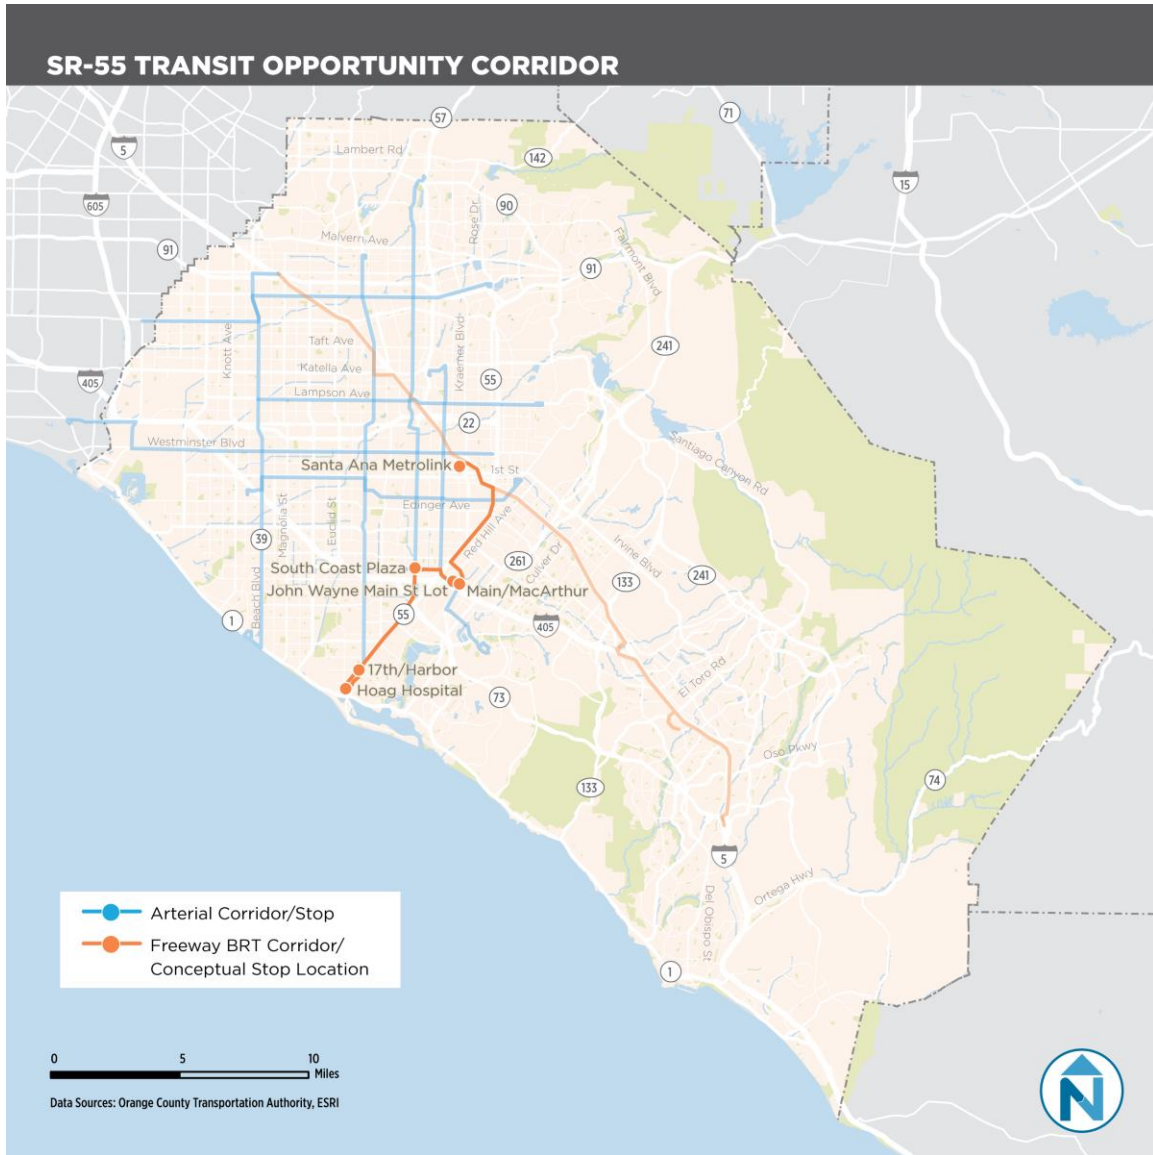 SR-55 TRANSIT OPPORTUNITY CORRIDOR
57
71
5
Lambert Rd
142
15
605
90
Rose Dr
Malvern Ave
91
Fairmont Blvd
91
Knott Ave
Taft Ave
Kraemer Blvd
241
Katella Ave
405
55
Lampson Ave
22
Westminster Blvd
Santiago Canyon Rd
Santa Ana Metrolink
1st St
Edinger Ave
Magnolia St
Euclid St
Red Hill Ave
39
Irvine Blvd
261
Culver Dr
South Coast Plaza
133
241
John Wayne Main St Lot
Main/MacArthur
Beach Blvd
1
55
405
17th/Harbor
El Toro Rd
Hoag Hospital
73
Oso Pkwy
133
74
5
Ortega Hwy
Del Obispo St
Arterial Corridor/Stop
Freeway BRT Corridor/
Conceptual Stop Location
1
0 5 10
Miles
Data Sources: Orange County Transportation Authority, ESRI
N